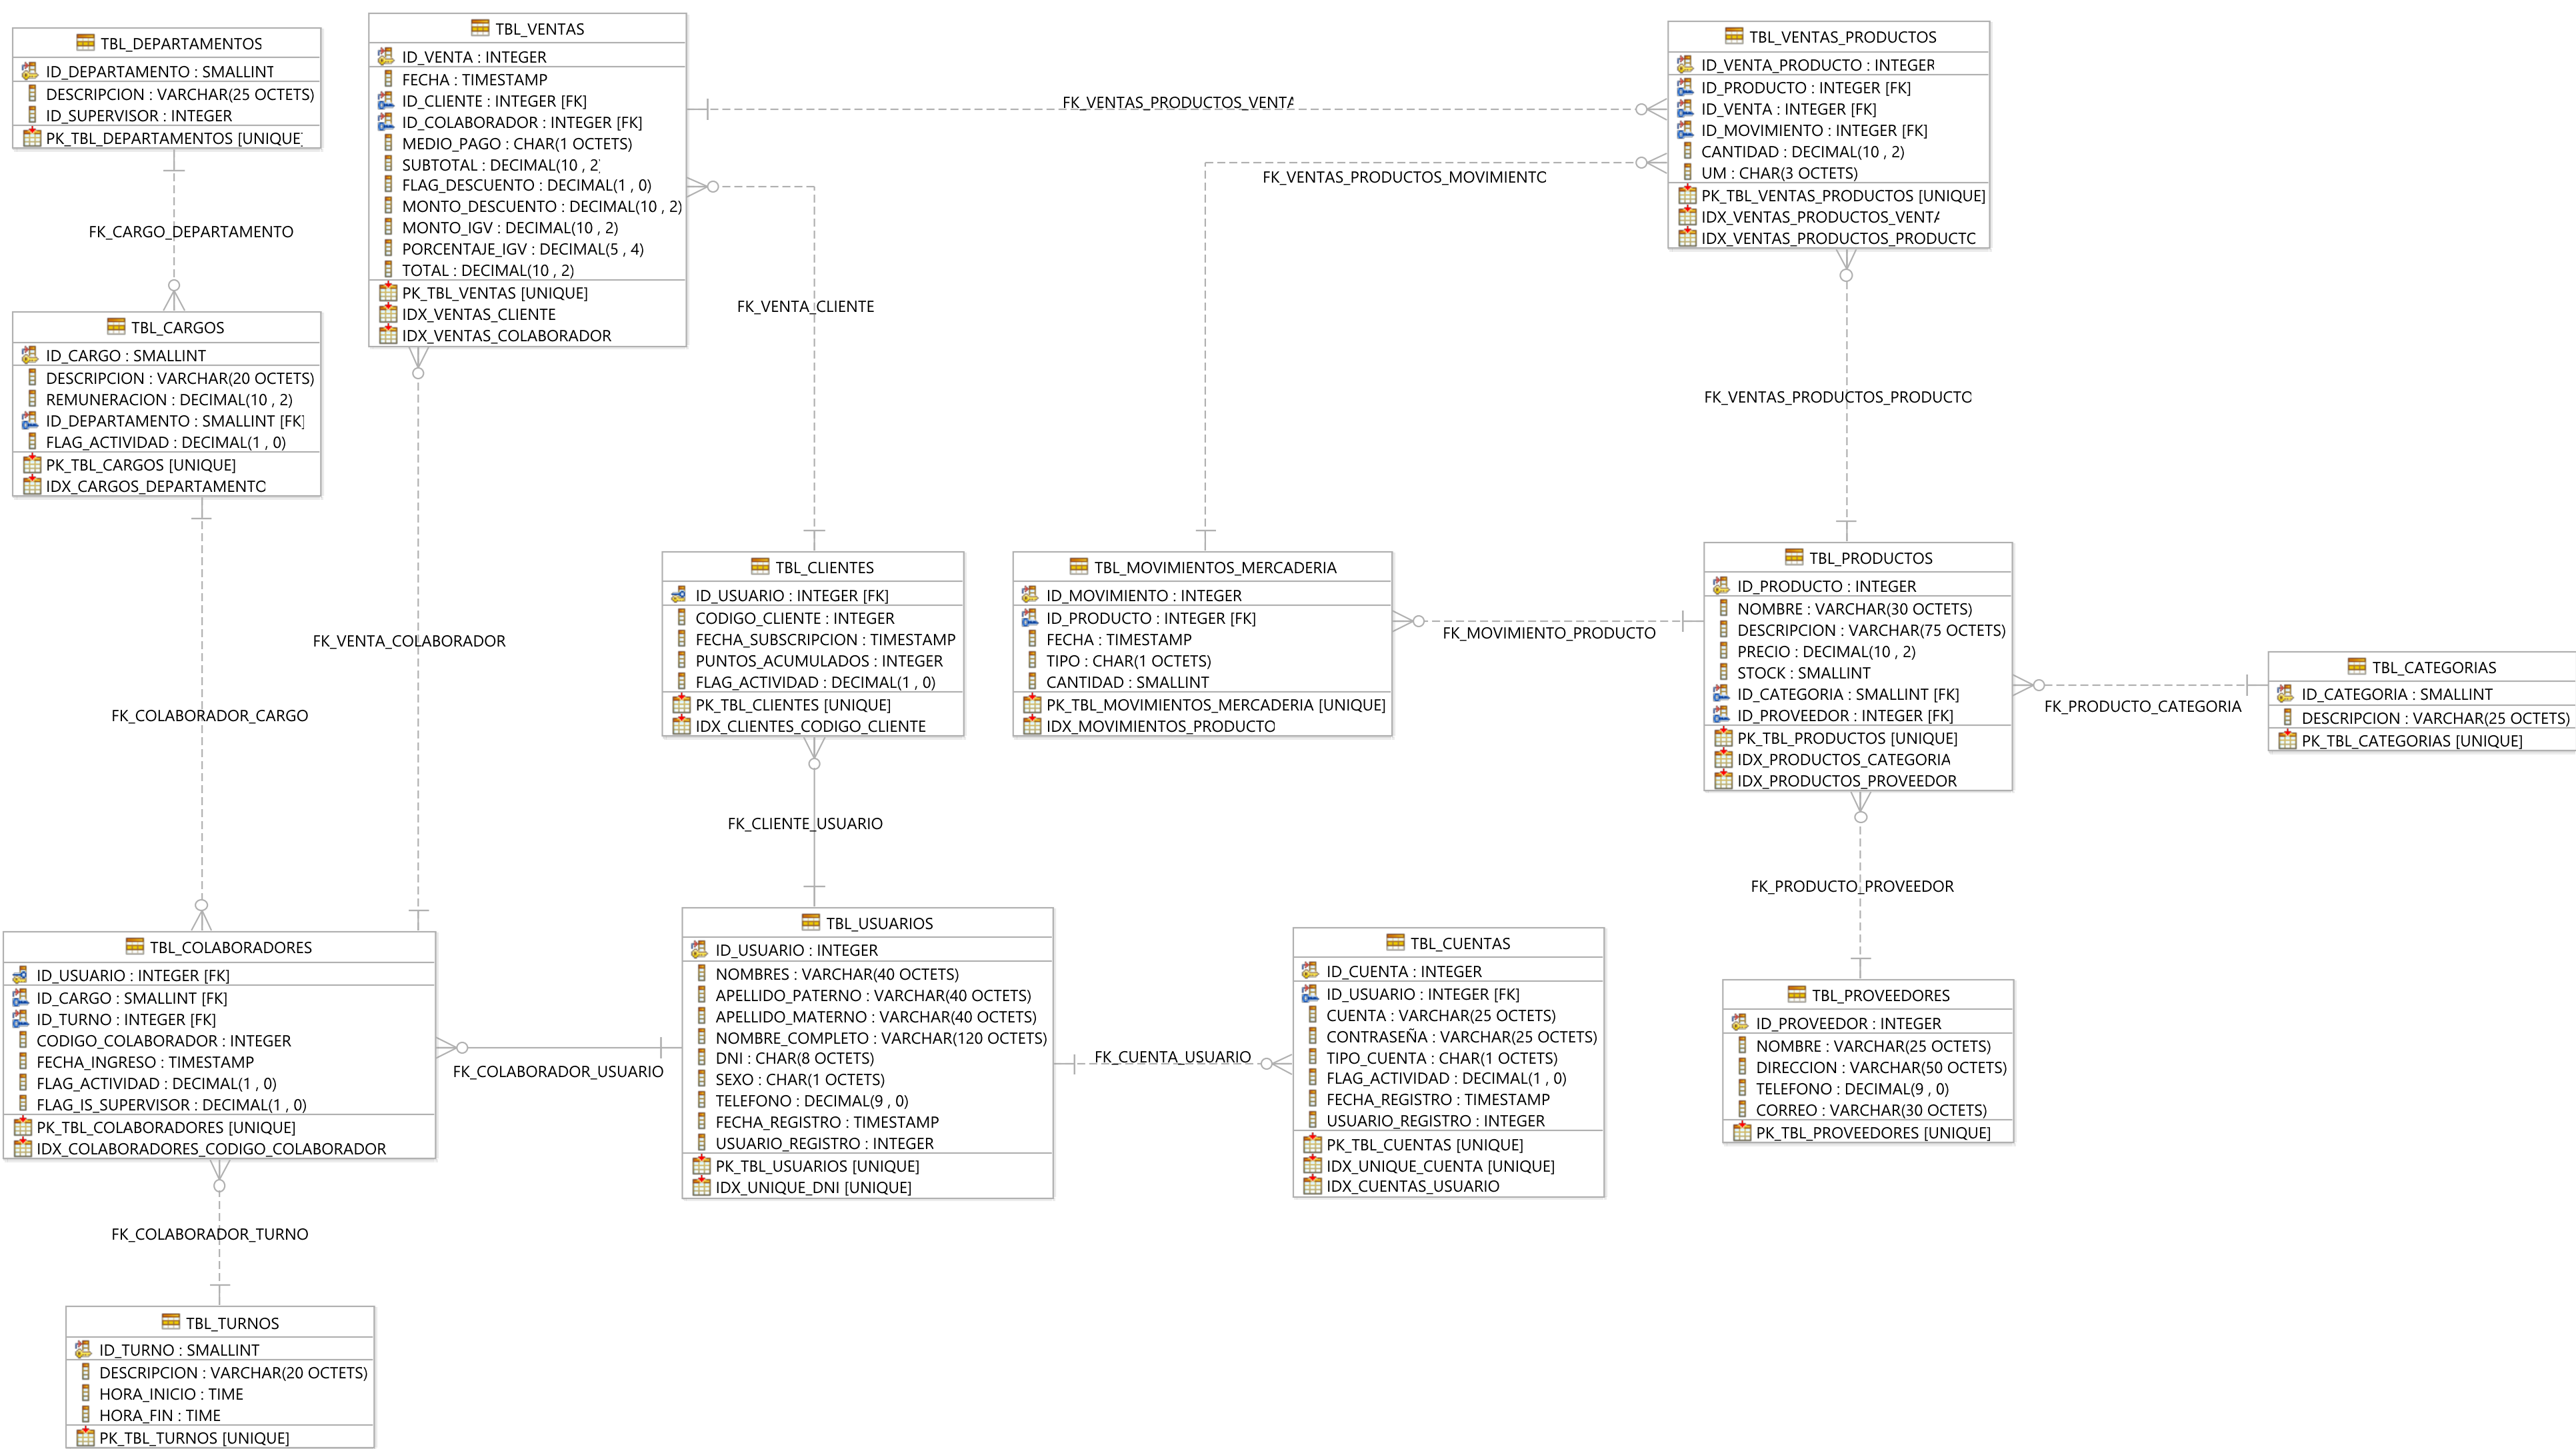 TBL_DEPARTAMENTOS
ID_DEPARTAMENTO : SMALLINT
DESCRIPCION : VARCHAR(25 OCTETS)
ID_SUPERVISOR : INTEGER
PK_TBL_DEPARTAMENTOS [UNIQUE]
FK_CARGO_DEPARTAMENTO
TBL_CARGOS
ID_CARGO : SMALLINT
DESCRIPCION : VARCHAR(20 OCTETS)
REMUNERACION : DECIMAL(10 , 2)
ID_DEPARTAMENTO : SMALLINT [FK]
FLAG_ACTIVIDAD : DECIMAL(1 , 0)
PK_TBL_CARGOS [UNIQUE]
IDX_CARGOS_DEPARTAMENTO
FK_COLABORADOR_CARGO
TBL_VENTAS
ID_VENTA : INTEGER
FECHA : TIMESTAMP
ID_CLIENTE : INTEGER [FK]
ID_COLABORADOR : INTEGER [FK]
MEDIO_PAGO : CHAR(1 OCTETS)
SUBTOTAL : DECIMAL(10 , 2)
FLAG_DESCUENTO : DECIMAL(1 , 0)
MONTO_DESCUENTO : DECIMAL(10 , 2)
MONTO_IGV : DECIMAL(10 , 2)
PORCENTAJE_IGV : DECIMAL(5 , 4)
TOTAL : DECIMAL(10 , 2)
PK_TBL_VENTAS [UNIQUE]
IDX_VENTAS_CLIENTE
IDX_VENTAS_COLABORADOR
FK_VENTAS_PRODUCTOS_VENTA
FK_VENTAS_PRODUCTOS_MOVIMIENTO
FK_VENTA_CLIENTE
FK_VENTA_COLABORADOR
TBL_VENTAS_PRODUCTOS
ID_VENTA_PRODUCTO : INTEGER
ID_PRODUCTO : INTEGER [FK]
ID_VENTA : INTEGER [FK]
ID_MOVIMIENTO : INTEGER [FK]
CANTIDAD : DECIMAL(10 , 2)
UM : CHAR(3 OCTETS)
PK_TBL_VENTAS_PRODUCTOS [UNIQUE]
IDX_VENTAS_PRODUCTOS_VENTA
IDX_VENTAS_PRODUCTOS_PRODUCTO
FK_VENTAS_PRODUCTOS_PRODUCTO
TBL_CLIENTES
ID_USUARIO : INTEGER [FK]
CODIGO_CLIENTE : INTEGER
FECHA_SUBSCRIPCION : TIMESTAMP
PUNTOS_ACUMULADOS : INTEGER
FLAG_ACTIVIDAD : DECIMAL(1 , 0)
PK_TBL_CLIENTES [UNIQUE]
IDX_CLIENTES_CODIGO_CLIENTE
FK_CLIENTE_USUARIO
TBL_MOVIMIENTOS_MERCADERIA
ID_MOVIMIENTO : INTEGER
ID_PRODUCTO : INTEGER [FK]
FECHA : TIMESTAMP
TIPO : CHAR(1 OCTETS)
CANTIDAD : SMALLINT
PK_TBL_MOVIMIENTOS_MERCADERIA [UNIQUE]
IDX_MOVIMIENTOS_PRODUCTO
FK_MOVIMIENTO_PRODUCTO
TBL_PRODUCTOS
ID_PRODUCTO : INTEGER
NOMBRE : VARCHAR(30 OCTETS)
DESCRIPCION : VARCHAR(75 OCTETS)
PRECIO : DECIMAL(10 , 2)
STOCK : SMALLINT
ID_CATEGORIA : SMALLINT [FK]
ID_PROVEEDOR : INTEGER [FK]
PK_TBL_PRODUCTOS [UNIQUE]
IDX_PRODUCTOS_CATEGORIA
IDX_PRODUCTOS_PROVEEDOR
FK_PRODUCTO_CATEGORIA
TBL_CATEGORIAS
ID_CATEGORIA : SMALLINT
DESCRIPCION : VARCHAR(25 OCTETS)
PK_TBL_CATEGORIAS [UNIQUE]
FK_PRODUCTO_PROVEEDOR
TBL_COLABORADORES
ID_USUARIO : INTEGER [FK]
ID_CARGO : SMALLINT [FK]
ID_TURNO : INTEGER [FK]
CODIGO_COLABORADOR : INTEGER
FECHA_INGRESO : TIMESTAMP
FLAG_ACTIVIDAD : DECIMAL(1 , 0)
FLAG_IS_SUPERVISOR : DECIMAL(1 , 0)
PK_TBL_COLABORADORES [UNIQUE]
IDX_COLABORADORES_CODIGO_COLABORADOR
FK_COLABORADOR_USUARIO
TBL_USUARIOS
ID_USUARIO : INTEGER
NOMBRES : VARCHAR(40 OCTETS)
APELLIDO_PATERNO : VARCHAR(40 OCTETS)
APELLIDO_MATERNO : VARCHAR(40 OCTETS)
NOMBRE_COMPLETO : VARCHAR(120 OCTETS)
DNI : CHAR(8 OCTETS)
SEXO : CHAR(1 OCTETS)
TELEFONO : DECIMAL(9 , 0)
FECHA_REGISTRO : TIMESTAMP
USUARIO_REGISTRO : INTEGER
PK_TBL_USUARIOS [UNIQUE]
IDX_UNIQUE_DNI [UNIQUE]
FK_CUENTA_USUARIO
TBL_CUENTAS
ID_CUENTA : INTEGER
ID_USUARIO : INTEGER [FK]
CUENTA : VARCHAR(25 OCTETS)
CONTRASEÑA : VARCHAR(25 OCTETS)
TIPO_CUENTA : CHAR(1 OCTETS)
FLAG_ACTIVIDAD : DECIMAL(1 , 0)
FECHA_REGISTRO : TIMESTAMP
USUARIO_REGISTRO : INTEGER
PK_TBL_CUENTAS [UNIQUE]
IDX_UNIQUE_CUENTA [UNIQUE]
IDX_CUENTAS_USUARIO
TBL_PROVEEDORES
ID_PROVEEDOR : INTEGER
NOMBRE : VARCHAR(25 OCTETS)
DIRECCION : VARCHAR(50 OCTETS)
TELEFONO : DECIMAL(9 , 0)
CORREO : VARCHAR(30 OCTETS)
PK_TBL_PROVEEDORES [UNIQUE]
FK_COLABORADOR_TURNO
TBL_TURNOS
ID_TURNO : SMALLINT
DESCRIPCION : VARCHAR(20 OCTETS)
HORA_INICIO : TIME
HORA_FIN : TIME
PK_TBL_TURNOS [UNIQUE]